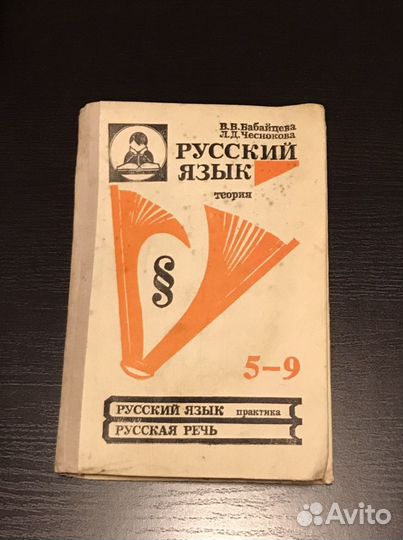 В.В.Бабайцева
Л.Д.Чеснокова
РУССКИЙ
ЯЗЫК
теория
§
5–9
РУССКИЙ ЯЗЫК практика
РУССКАЯ РЕЧЬ
Avito